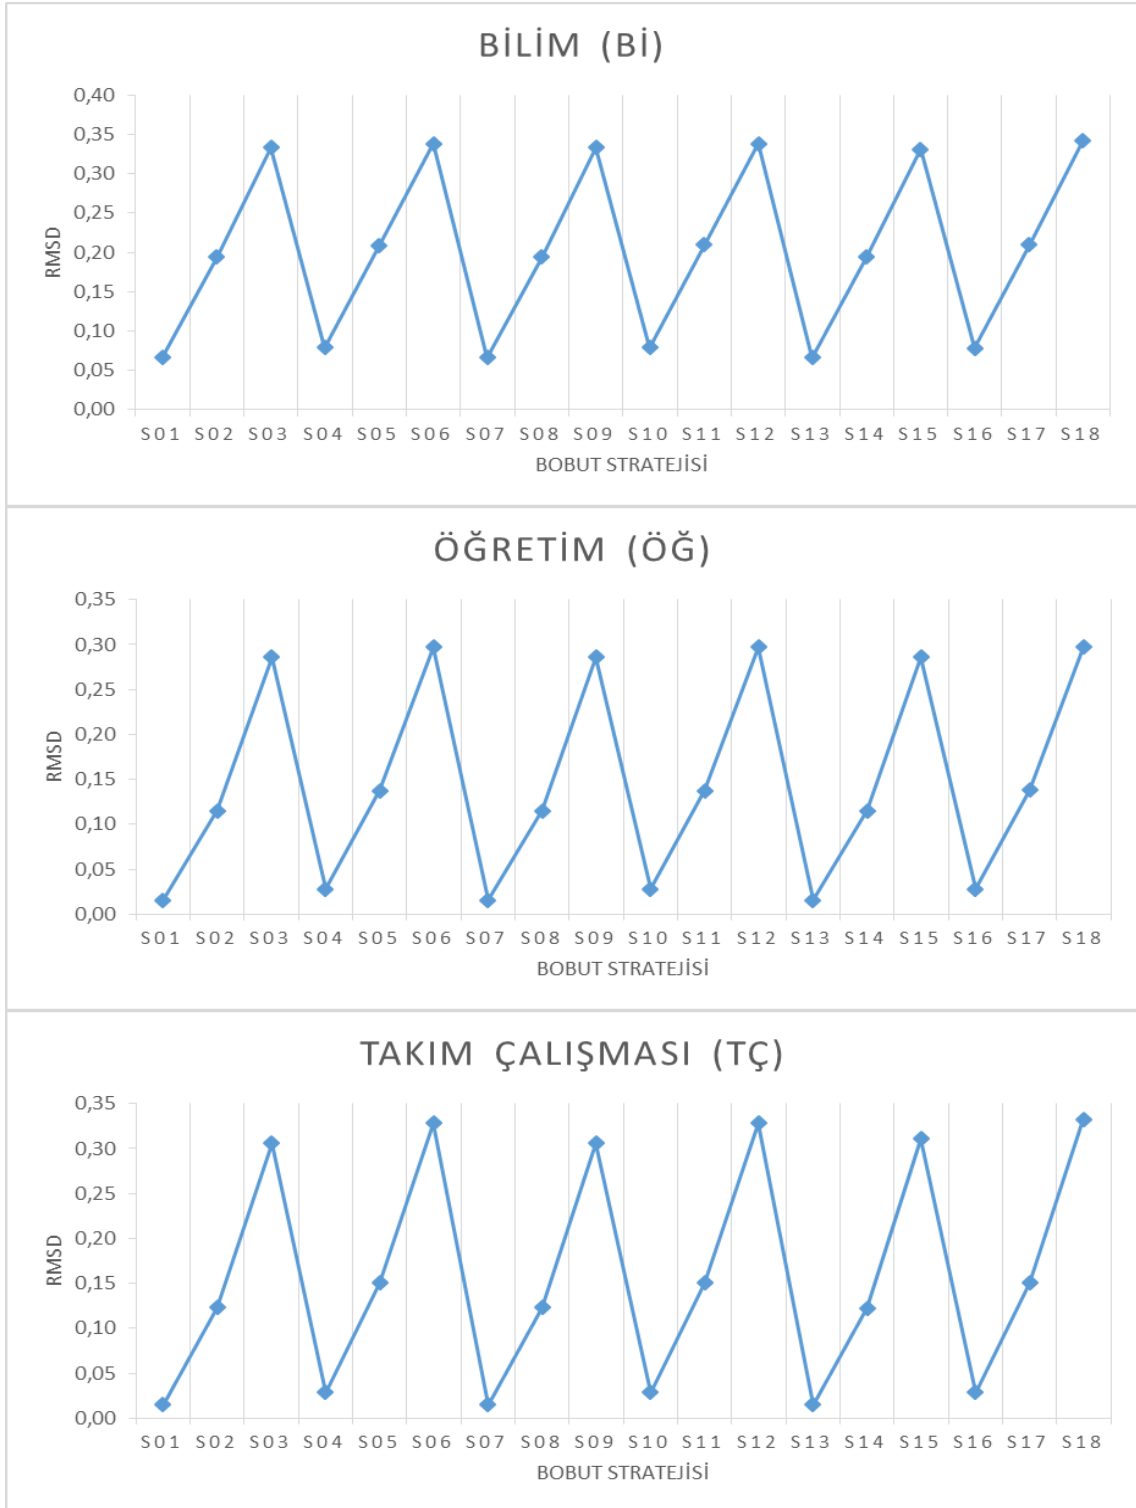 BİLİM (Bİ)
0,40
0,35
0,30
0,25
0,20
0,15
0,10
0,05
0,00
RMSD
S01 S02 S03 S04 S05 S06 S07 S08 S09 S10 S11 S12 S13 S14 S15 S16 S17 S18
BOBUT STRATEJİSİ
ÖĞRETİM (ÖĞ)
0,35
0,30
0,25
0,20
0,15
0,10
0,05
0,00
RMSD
S01 S02 S03 S04 S05 S06 S07 S08 S09 S10 S11 S12 S13 S14 S15 S16 S17 S18
BOBUT STRATEJİSİ
TAKIM ÇALIŞMASI (TÇ)
0,35
0,30
0,25
0,20
0,15
0,10
0,05
0,00
RMSD
S01 S02 S03 S04 S05 S06 S07 S08 S09 S10 S11 S12 S13 S14 S15 S16 S17 S18
BOBUT STRATEJİSİ